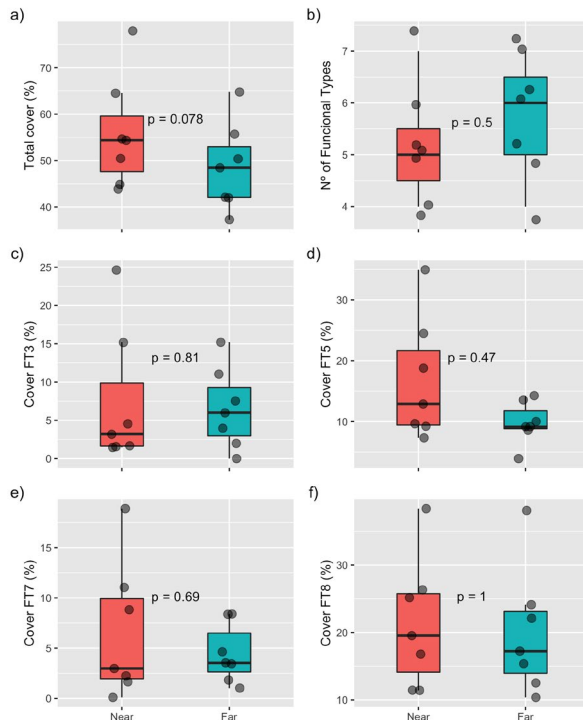 a)
Total cover (%)
70
60
50
40
p = 0.078
b)
Nº of Funcional Types
7
6
5
4
p = 0.5
c)
Cover FT3 (%)
25
20
15
10
5
0
p = 0.81
d)
Cover FT5 (%)
30
20
10
p = 0.47
e)
Cover FT7 (%)
15
10
5
0
p = 0.69
Near
Far
f)
Cover FT8 (%)
30
20
10
p = 1
Near
Far